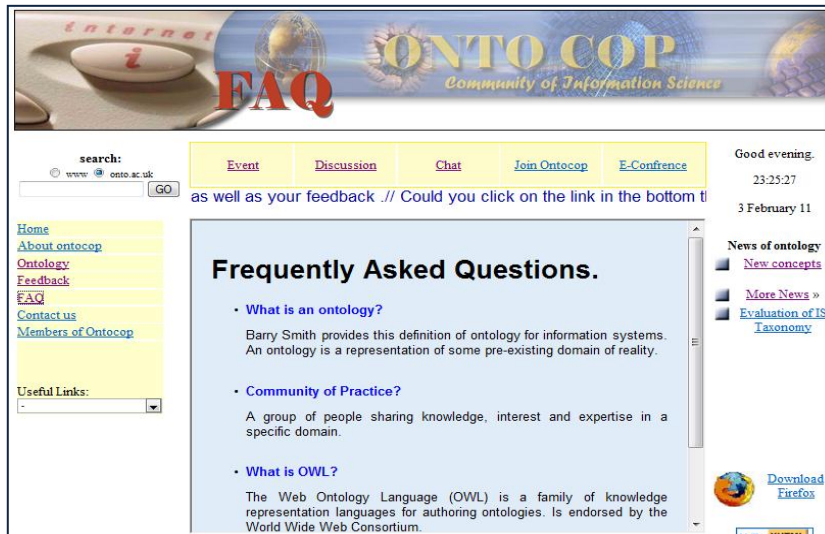 internet
i
FAQ
ONTO COP
Community of Information Science
search:
www onto.ac.uk
GO
Event Discussion Chat Join Ontocop E-Confrence
Good evening.
23:25:27
3 February 11
as well as your feedback .// Could you click on the link in the bottom tl
Home
About ontocop
Ontology
Feedback
FAQ
Contact us
Members of Ontocop
Useful Links:
-
Frequently Asked Questions.
• What is an ontology?
Barry Smith provides this definition of ontology for information systems.
An ontology is a representation of some pre-existing domain of reality.
• Community of Practice?
A group of people sharing knowledge, interest and expertise in a
specific domain.
• What is OWL?
The Web Ontology Language (OWL) is a family of knowledge
representation languages for authoring ontologies. Is endorsed by the
World Wide Web Consortium.
News of ontology
New concepts
More News »
Evaluation of IS
Taxonomy
Download
Firefox